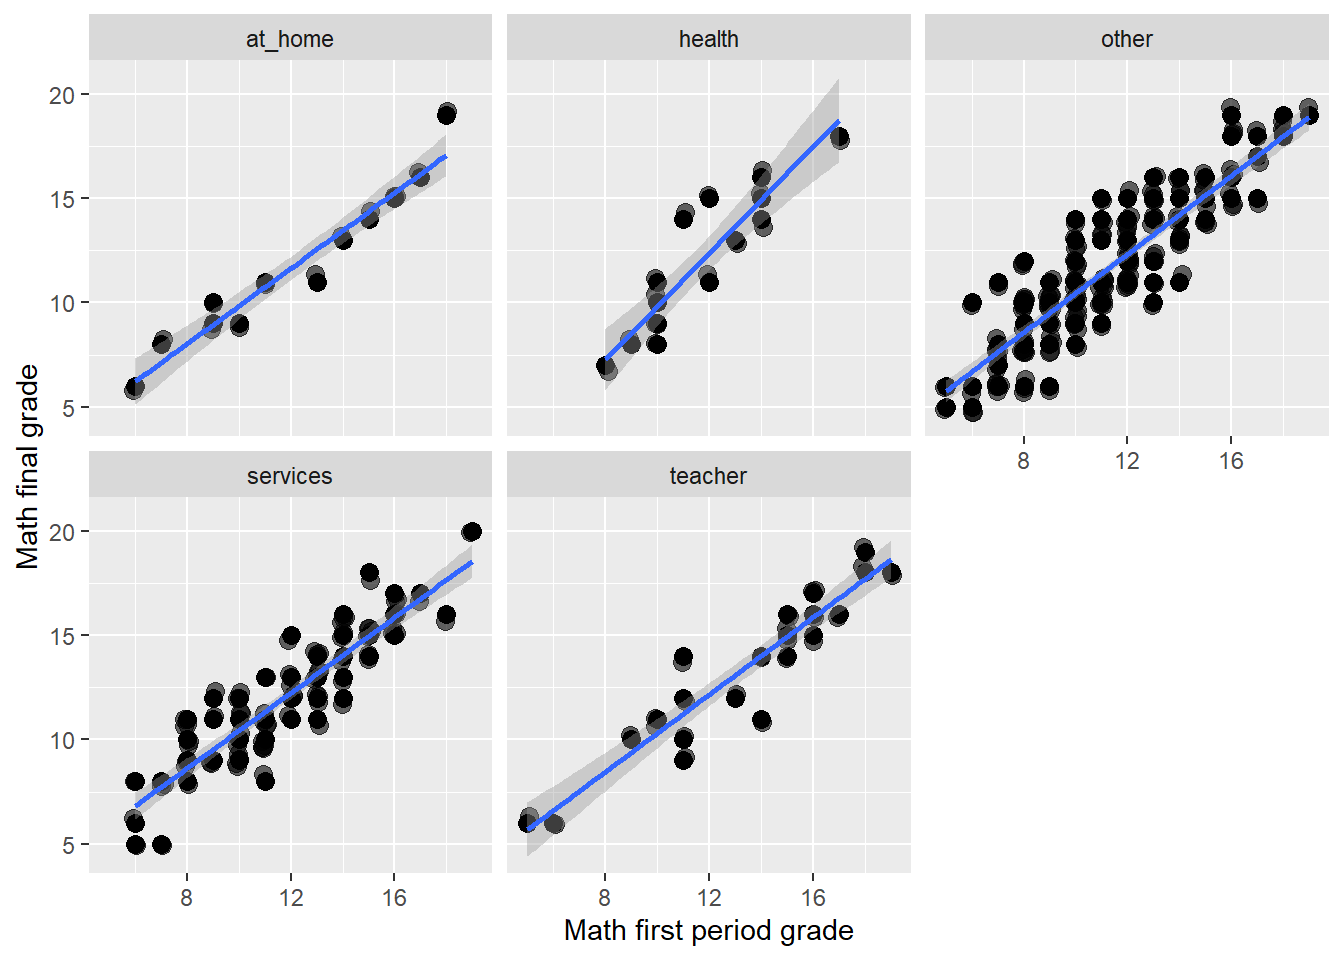 at_home health other
20
15
10
5
8 12 16
services teacher
20
15
10
5
8 12 16 8 12 16
Math first period grade
Math final grade